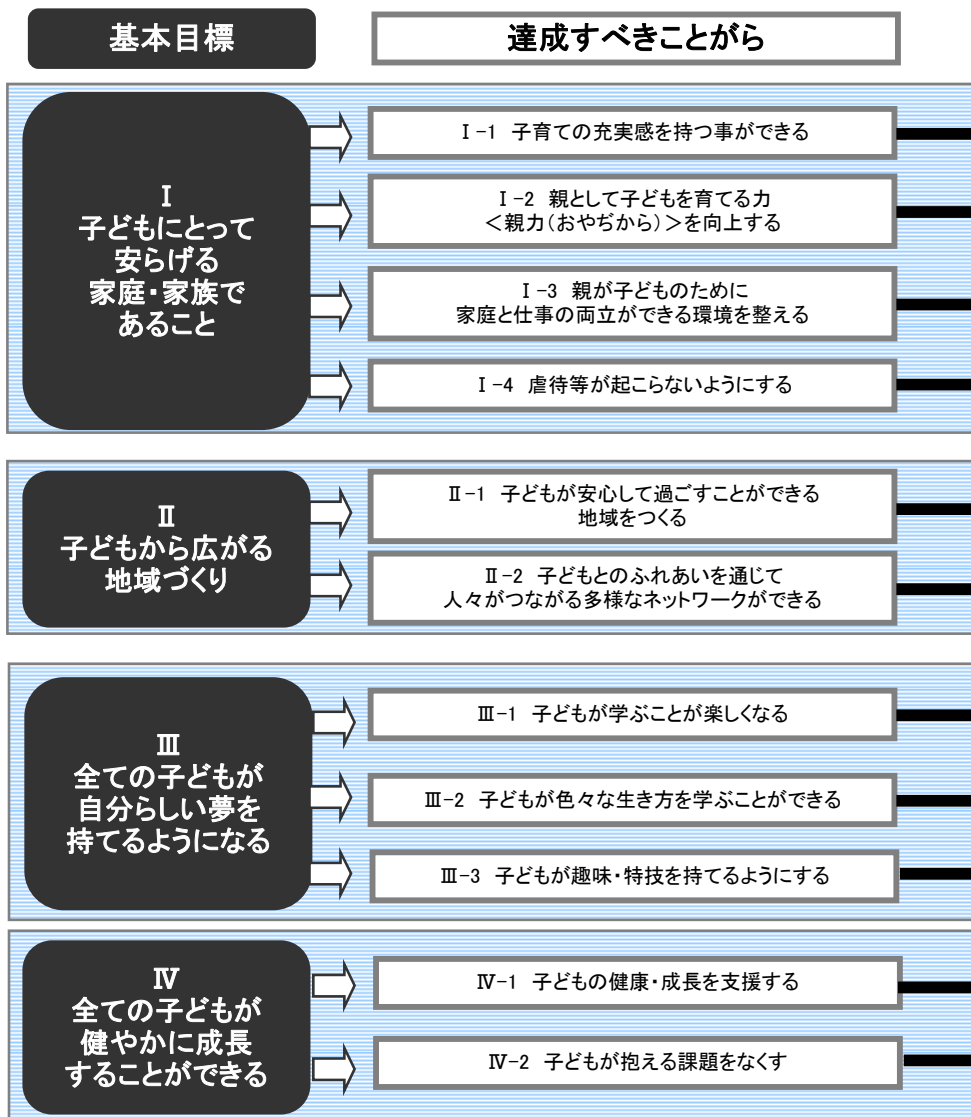 基本目標
達成すべきことがら
Ⅰ
子どもにとって
安らげる
家庭・家族で
あること
Ⅰ-1 子育ての充実感を持つ事ができる
Ⅰ-2 親として子どもを育てる力
<親力(おやぢから)>を向上する
Ⅰ-3 親が子どものために
家庭と仕事の両立ができる環境を整える
Ⅰ-4 虐待等が起こらないようにする
Ⅱ
子どもから広がる
地域づくり
Ⅱ-1 子どもが安心して過ごすことができる
地域をつくる
Ⅱ-2 子どもとのふれあいを通じて
人々がつながる多様なネットワークができる
Ⅲ
全ての子どもが
自分らしい夢を
持てるようになる
Ⅲ-1 子どもが学ぶことが楽しくなる
Ⅲ-2 子どもが色々な生き方を学ぶことができる
Ⅲ-3 子どもが趣味・特技を持てるようにする
Ⅳ
全ての子どもが
健やかに成長
することができる
Ⅳ-1 子どもの健康・成長を支援する
Ⅳ-2 子どもが抱える課題をなくす